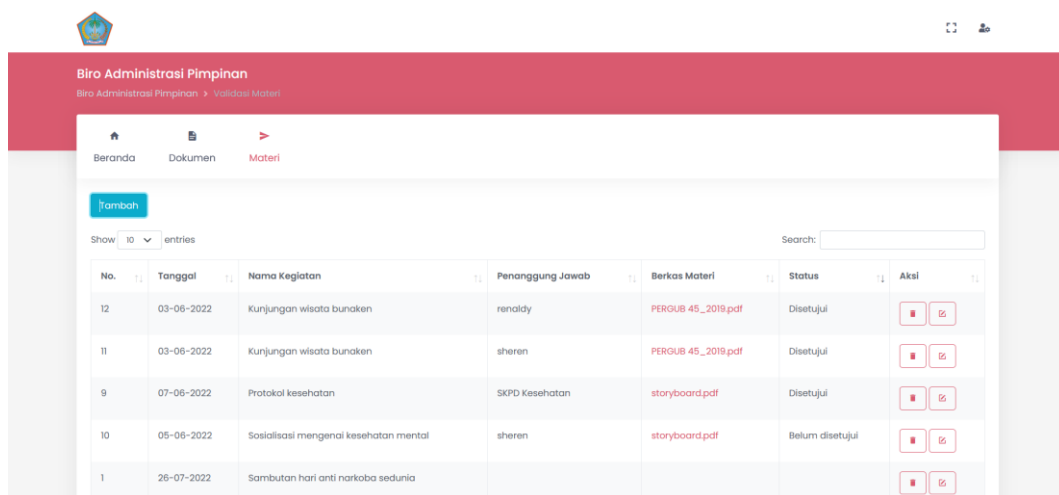 Biro Administrasi Pimpinan
Biro Administrasi Pimpinan > Validasi Materi
Beranda Dokumen Materi
Tambah
Show 10 entries Search:
No. Tanggal Nama Kegiatan Penanggung Jawab Berkas Materi Status Aksi
12 03-06-2022 Kunjungan wisata bunaken renaldy PERGUB 45_2019.pdf Disetujui
11 03-06-2022 Kunjungan wisata bunaken sheren PERGUB 45_2019.pdf Disetujui
9 07-06-2022 Protokol kesehatan SKPD Kesehatan storyboard.pdf Disetujui
10 05-06-2022 Sosialisasi mengenai kesehatan mental sheren storyboard.pdf Belum disetujui
1 26-07-2022 Sambutan hari anti narkoba sedunia